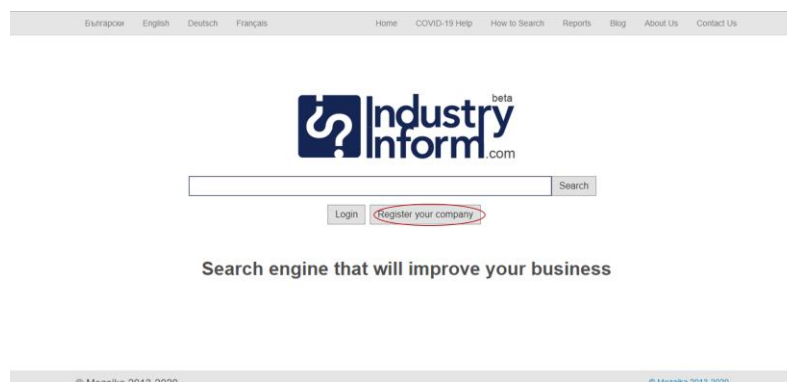 Български English Deutsch Français Home COVID-19 Help How to Search Reports Blog About Us Contact Us
beta
Industry
Inform.com
Search
Login Register your company
Search engine that will improve your business
© Mozaika 2013-2020 © Mozaika 2013-2020